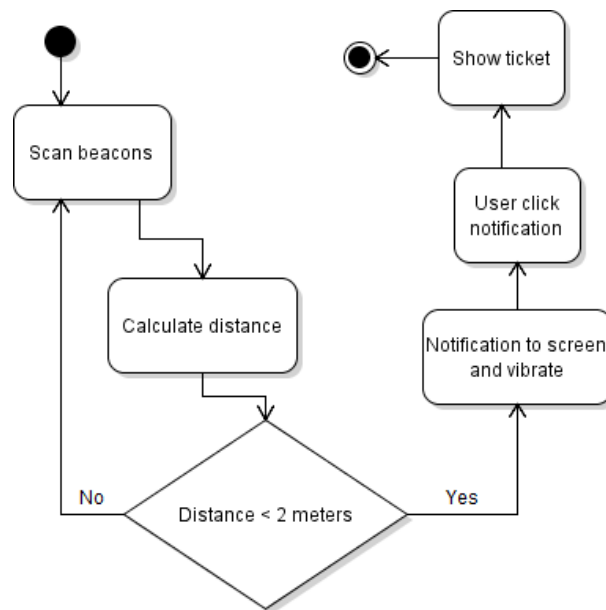 Scan beacons
Calculate distance
Distance < 2 meters
No
Yes
Notification to screen
and vibrate
User click
notification
Show ticket